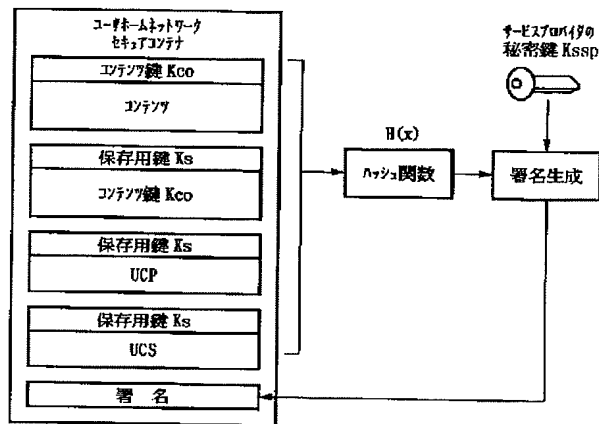 ユーザホームネットワーク
セキュアコンテナ
コンテンツ鍵 Kco
コンテンツ
保存用鍵 Ks
コンテンツ鍵 Kco
保存用鍵 Ks
UCP
保存用鍵 Ks
UCS
署 名
H(x)
ハッシュ関数
サービスプロバイダの
秘密鍵 Kssp
署名生成